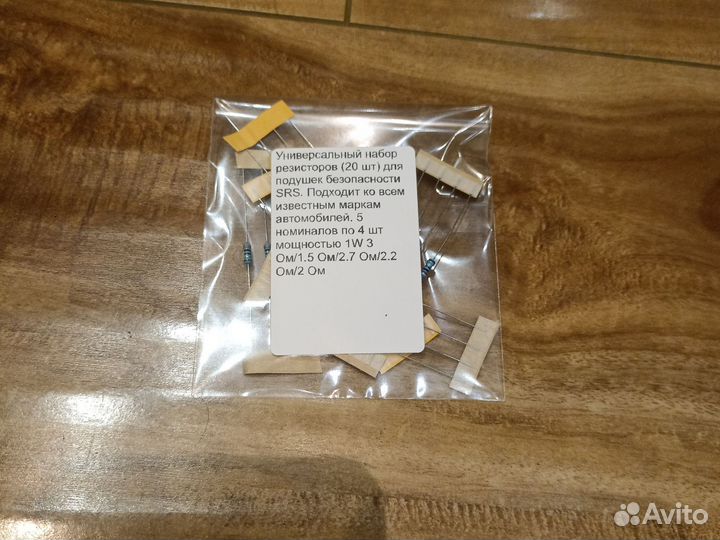 Универсальный набор
резисторов (20 шт) для
подушек безопасности
SRS. Подходит ко всем
известным маркам
автомобилей. 5
номиналов по 4 шт
мощностью 1W 3
Ом/1.5 Ом/2.7 Ом/2.2
Ом/2 Ом
Avito